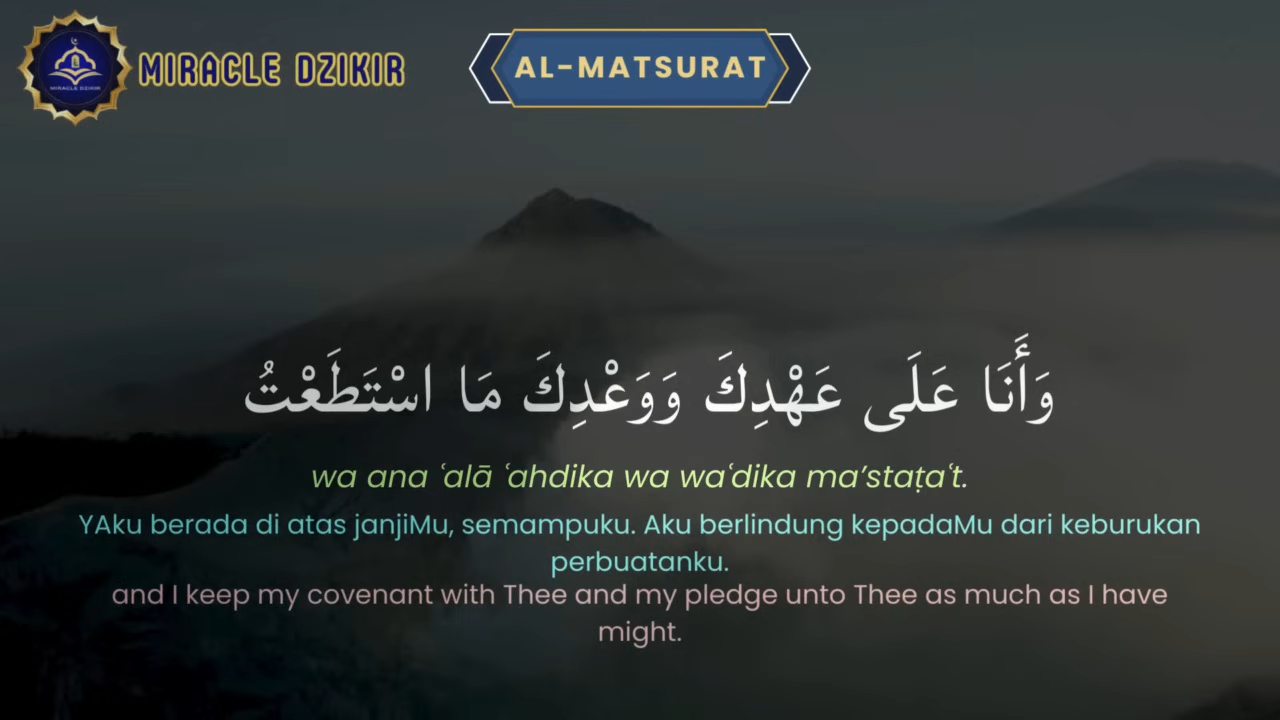 MIRACLE DZIKIR
MIRACLE DZIKIR
AL-MATSURAT
وَأَنَا عَلَى عَهْدِكَ وَوَعْدِكَ مَا اسْتَطَعْتُ
wa ana ʿalā ʿahdika wa waʿdika ma’staṭaʿt.
YAku berada di atas janjiMu, semampuku. Aku berlindung kepadaMu dari keburukan
perbuatanku.
and I keep my covenant with Thee and my pledge unto Thee as much as I have
might.